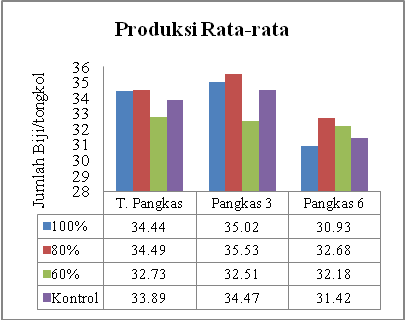 Produksi Rata-rata
Jumlah Biji/tongkol
36
35
34
33
32
31
30
29
28
T. Pangkas Pangkas 3 Pangkas 6
100% 34.44 35.02 30.93
80% 34.49 35.53 32.68
60% 32.73 32.51 32.18
Kontrol 33.89 34.47 31.42